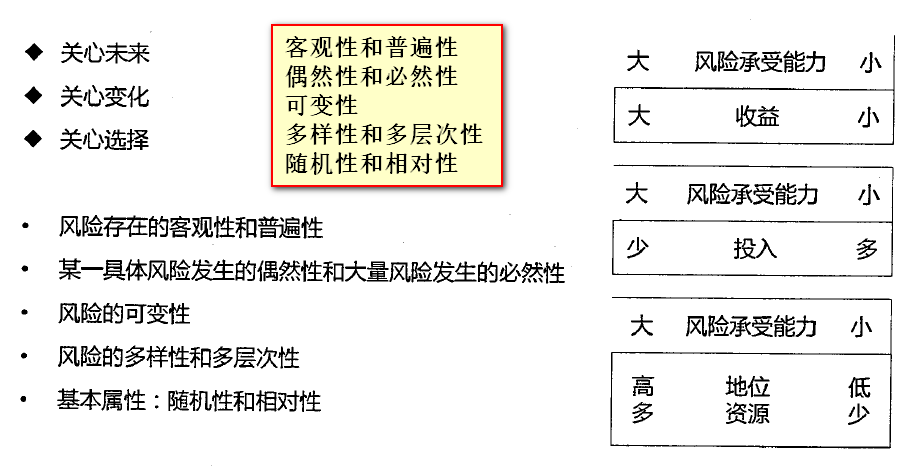 ◆ 关心未来
◆ 关心变化
◆ 关心选择
客观性和普遍性
偶然性和必然性
可变性
多样性和多层次性
随机性和相对性
• 风险存在的客观性和普遍性
• 某一具体风险发生的偶然性和大量风险发生的必然性
• 风险的可变性
• 风险的多样性和多层次性
• 基本属性：随机性和相对性
大 风险承受能力 小
大 收益 小
大 风险承受能力 小
少 投入 多
大 风险承受能力 小
高 地位 低
多 资源 少